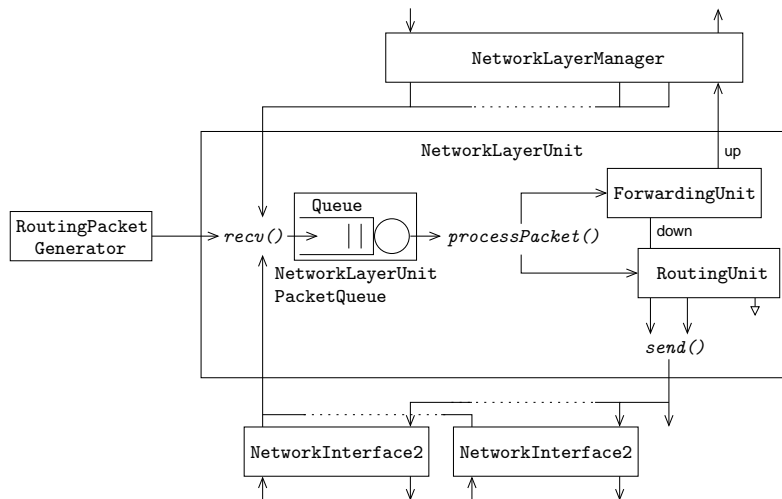 NetworkLayerManager
NetworkLayerUnit
up
Queue
ForwardingUnit
RoutingPacket
Generator
recv()
processPacket()
down
NetworkLayerUnit
PacketQueue
RoutingUnit
send()
NetworkInterface2
NetworkInterface2